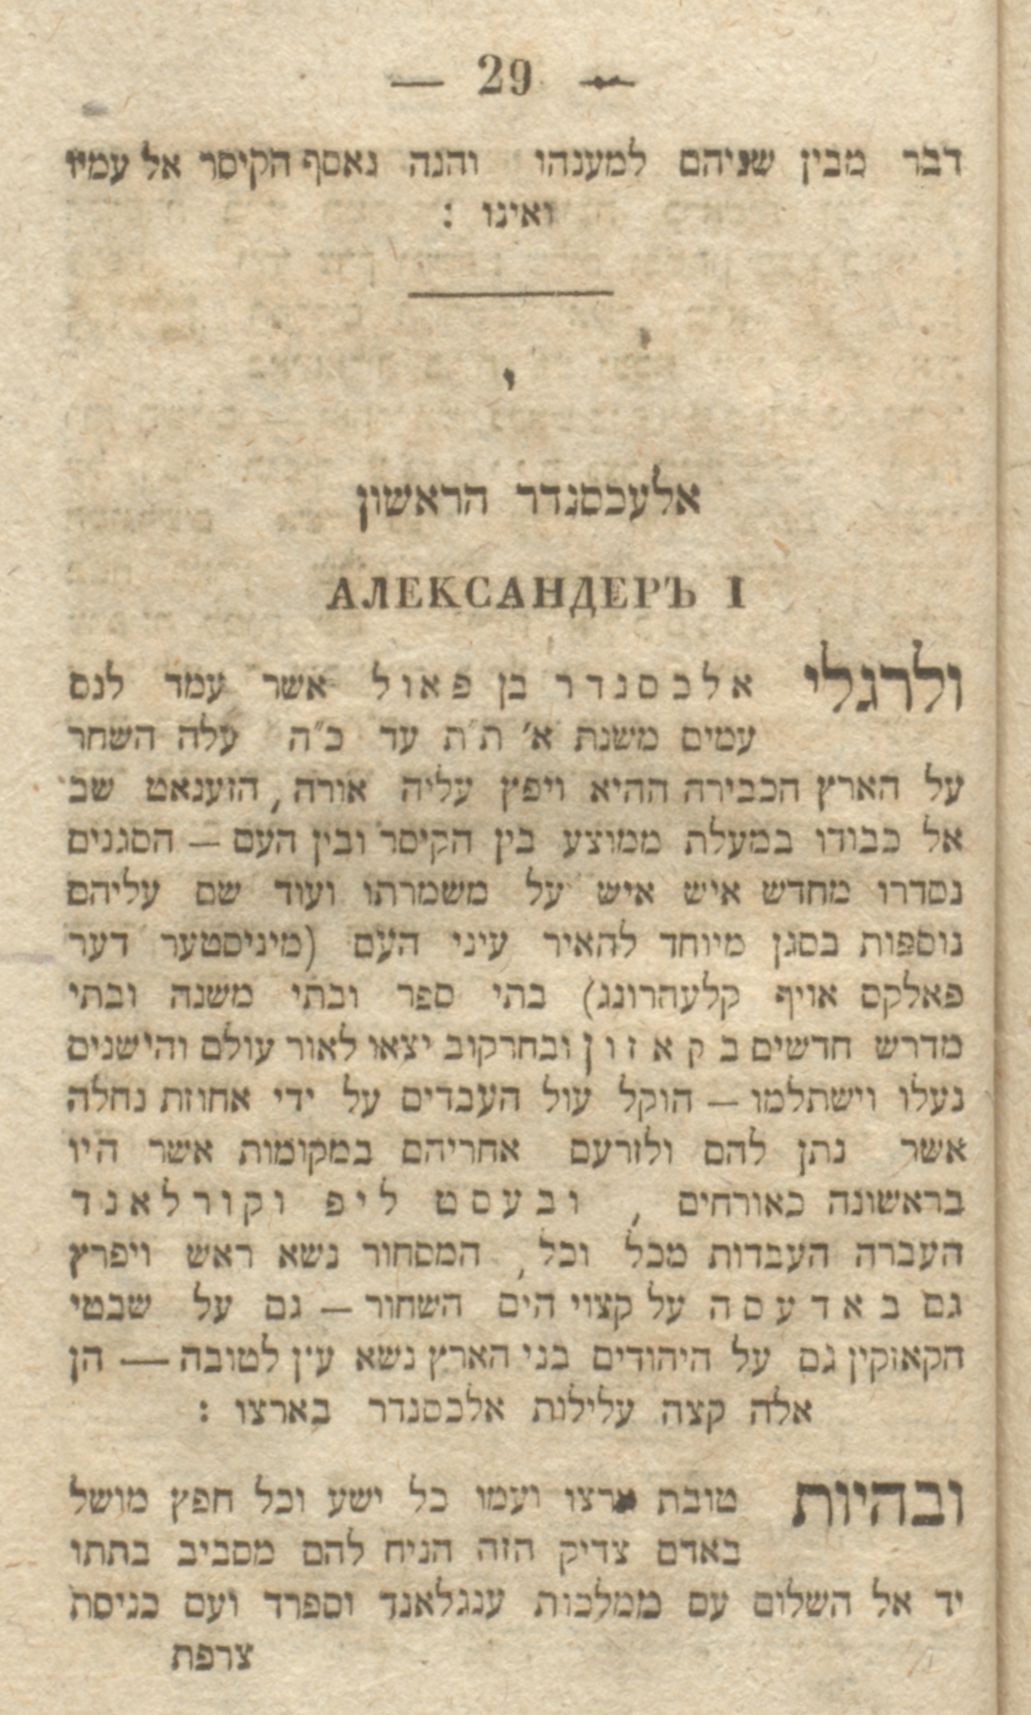 — 29 —
דבר מבין שניהם למענהו והנה נאסף הקיסר אל עמיו
ואינו :
י
אלעכסנדר הראשון
АЛЕКСАНДЕРЪ I
ולרגלי אלכסנדר בן פאול אשר עמד לנס
עמים משנת א׳ ת״ת עד כ״ה עלה השחר
על הארץ הכבירה ההיא ויפץ עליה אורה, הזענאט שב
אל כבודו במעלת ממוצע בין הקיסר ובין העם — הסגנים
נסדרו מחדש איש איש על משמרתו ועוד שם עליהם
נוספות בסגן מיוחד להאיר עיני העם (מיניסטער דער
פאלקס אויף קלעהרונג) בתי ספר ובתי משנה ובתי
מדרש חדשים בקאזון ובחרקוב יצאו לאור עולם והישנים
נעלו וישתלמו — הוקל עול העבדים על ידי אחוזת נחלה
אשר נתן להם ולזרעם אחריהם במקומות אשר היו
בראשונה כאורחים , ובעסט ליפ וקורלאנד
העברה העבדות מכל וכל, המסחור נשא ראש ויפרץ
גם באדעסה על קצוי הים השחור — גם על שבטי
הקאזקין גם על היהודים בני הארץ נשא עין לטובה — הן
אלה קצה עלילות אלכסנדר בארצו :
ובהיות טובת ארצו ועמו כל ישע וכל חפץ מושל
באדם צדיק הזה הניח להם מסביב בתתו
יד אל השלום עם ממלכות ענגלאנד וספרד ועם כניסת
צרפת